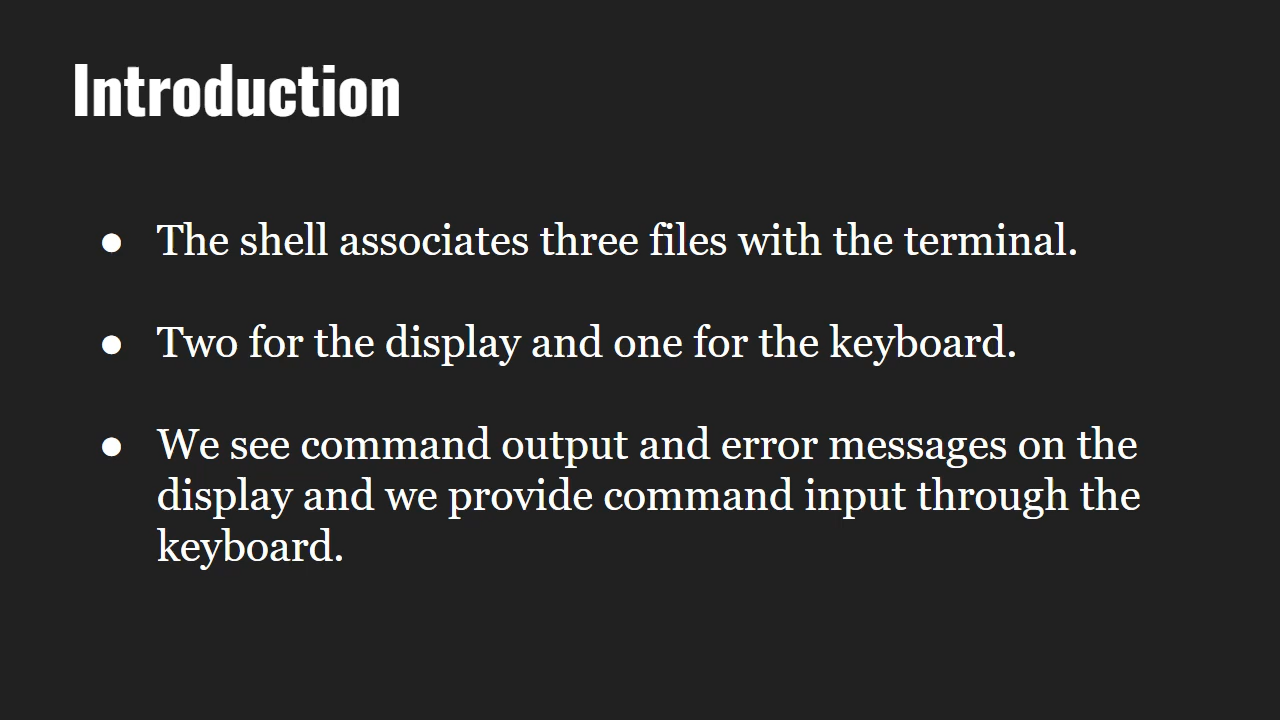 Introduction
● The shell associates three files with the terminal.
● Two for the display and one for the keyboard.
● We see command output and error messages on the
display and we provide command input through the
keyboard.